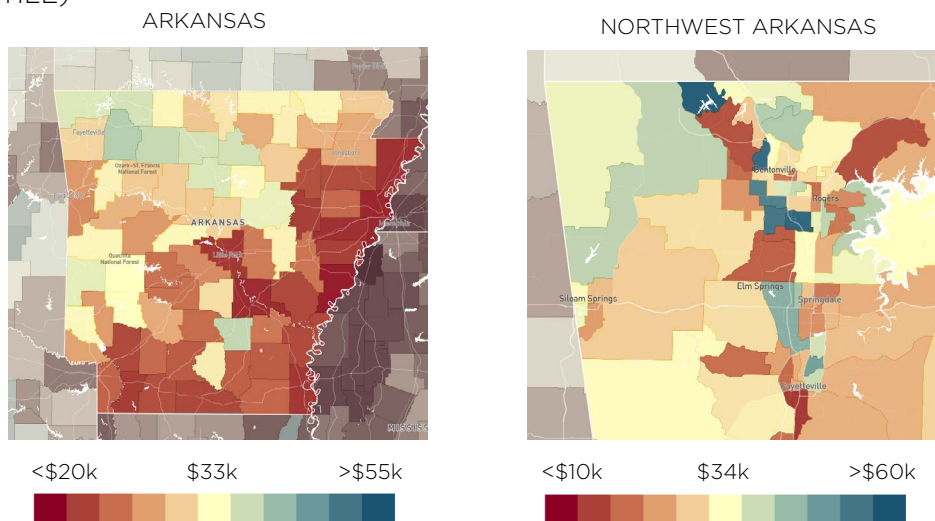 ARKANSAS
NORTHWEST ARKANSAS
Fayetteville
Ozark-St. Francis
National Forest
ARKANSAS
Little Rock
Ouachita
National Forest
Memphis
MISSISS
Bentonville
Rogers
Elm Springs
Siloam Springs
Springdale
Fayetteville
<$20k $33k >$55k
<$10k $34k >$60k